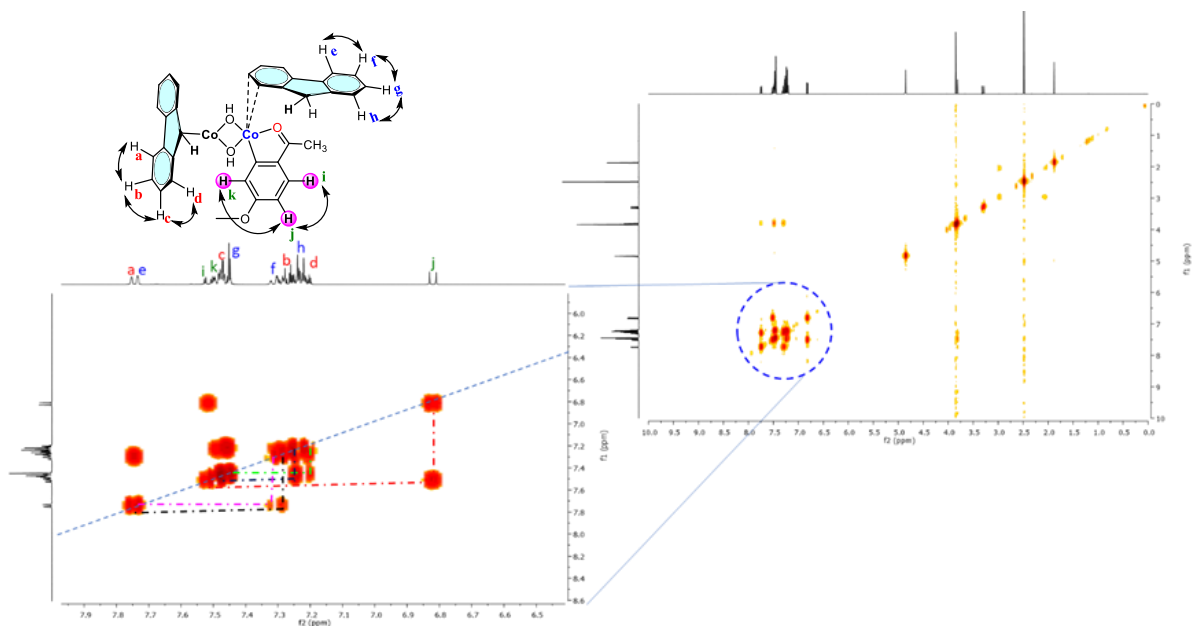 H e H f
H g
H h
H H
OH
Co Co O
OH
H CH₃
a H
b H H d
H c
H k H i
O H
j
a e i k c g f b h d j
6.0
6.2
6.4
6.6
6.8
7.0
7.2
7.4
7.6
7.8
8.0
8.2
8.4
8.6
f1 (ppm)
7.9 7.8 7.7 7.6 7.5 7.4 7.3 7.2 7.1 7.0 6.9 6.8 6.7 6.6 6.5
f2 (ppm)
0
1
2
3
4
5
6
7
8
9
10
f1 (ppm)
10.0 9.5 9.0 8.5 8.0 7.5 7.0 6.5 6.0 5.5 5.0 4.5 4.0 3.5 3.0 2.5 2.0 1.5 1.0 0.5 0.0
f2 (ppm)